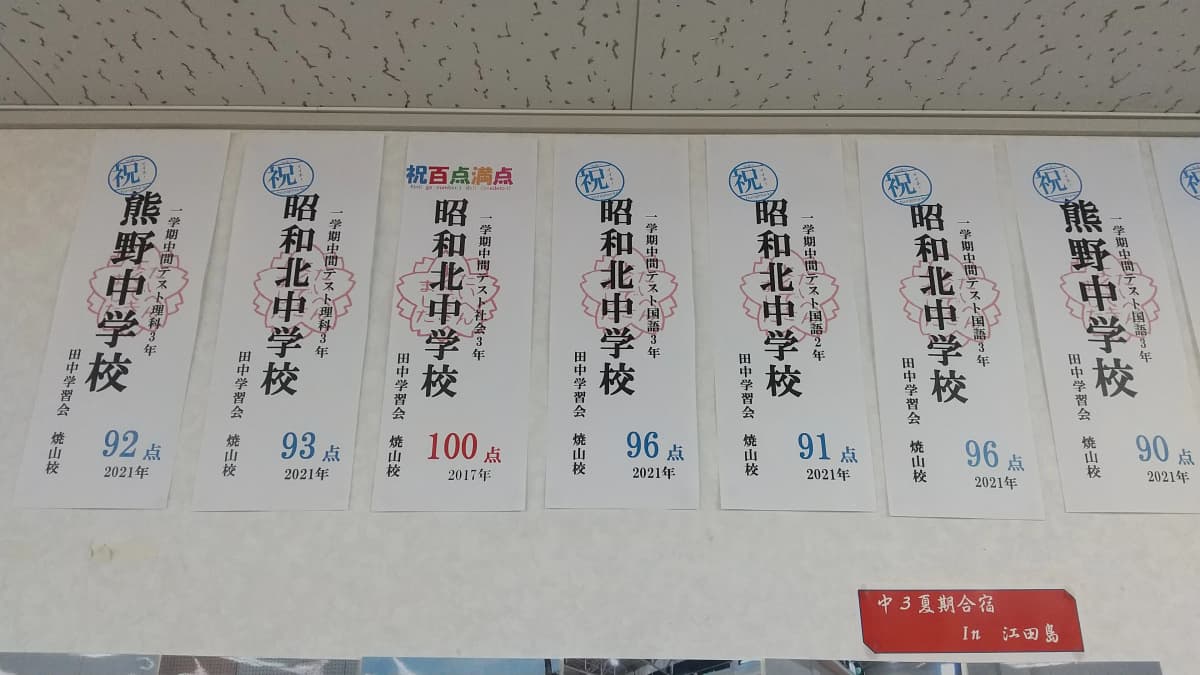 祝
一学期中間テスト理科3年
熊野中学校
田中学習会 焼山校
92点
2021年
祝
一学期中間テスト理科3年
昭和北中学校
田中学習会 焼山校
93点
2021年
祝百点満点
一学期中間テスト社会3年
昭和北中学校
田中学習会 焼山校
100点
2017年
祝
一学期中間テスト国語3年
昭和北中学校
田中学習会 焼山校
96点
2021年
祝
一学期中間テスト国語2年
昭和北中学校
田中学習会 焼山校
91点
2021年
祝
一学期中間テスト国語3年
昭和北中学校
田中学習会 焼山校
96点
2021年
祝
一学期中間テスト国語3年
熊野中学校
田中学習会 焼山校
90点
2021年
中3夏期合宿
In 江田島